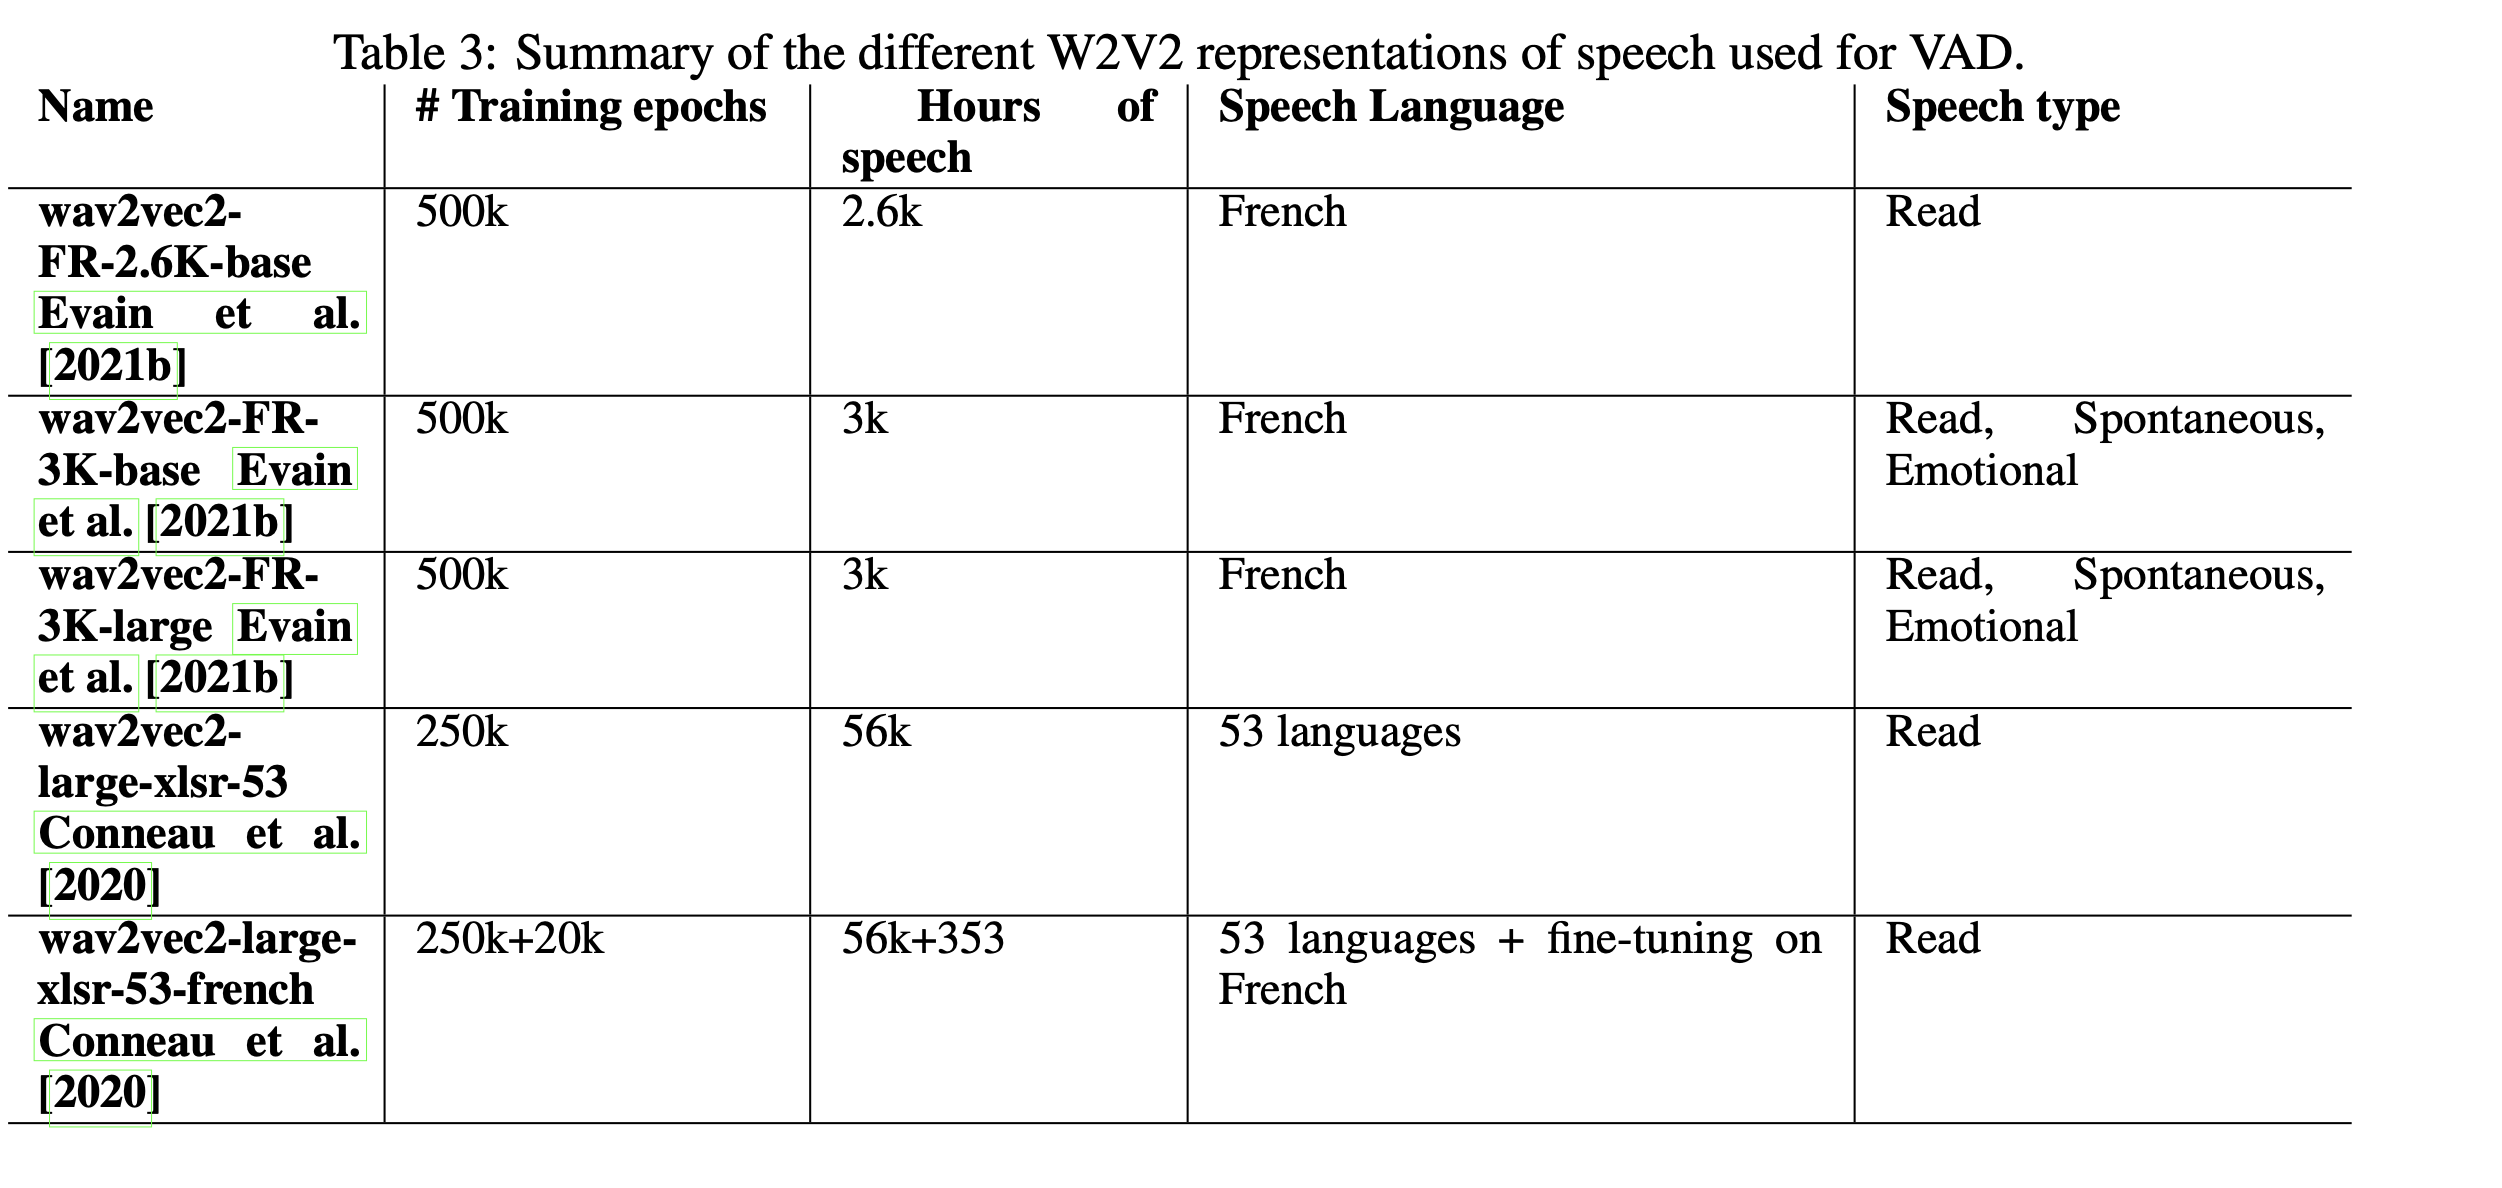 Table 3: Summary of the different W2V2 representations of speech used for VAD.
Name # Training epochs Hours of speech Speech Language Speech type
wav2vec2-FR-2.6K-base Evain et al. [2021b] 500k 2.6k French Read
wav2vec2-FR-3K-base Evain et al. [2021b] 500k 3k French Read, Spontaneous, Emotional
wav2vec2-FR-3K-large Evain et al. [2021b] 500k 3k French Read, Spontaneous, Emotional
wav2vec2-large-xlsr-53 Conneau et al. [2020] 250k 56k 53 languages Read
wav2vec2-large-xlsr-53-french Conneau et al. [2020] 250k+20k 56k+353 53 languages + fine-tuning on French Read